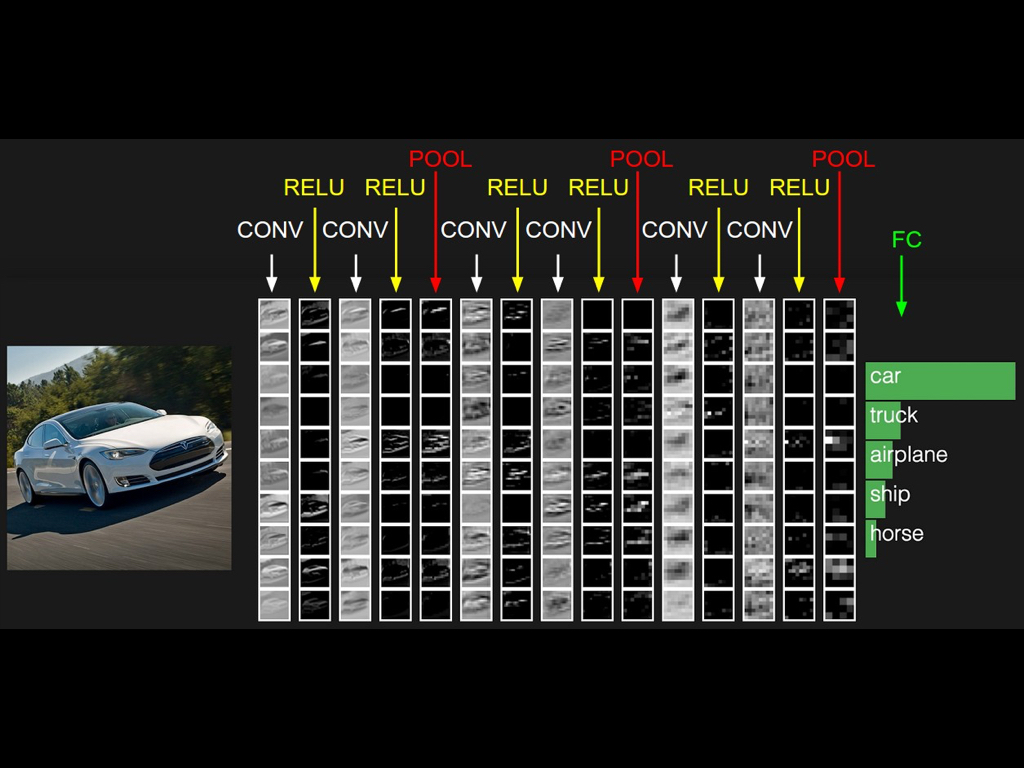 POOL POOL POOL
RELU RELU RELU RELU RELU RELU
CONV CONV CONV CONV CONV CONV
FC
car
truck
airplane
ship
horse